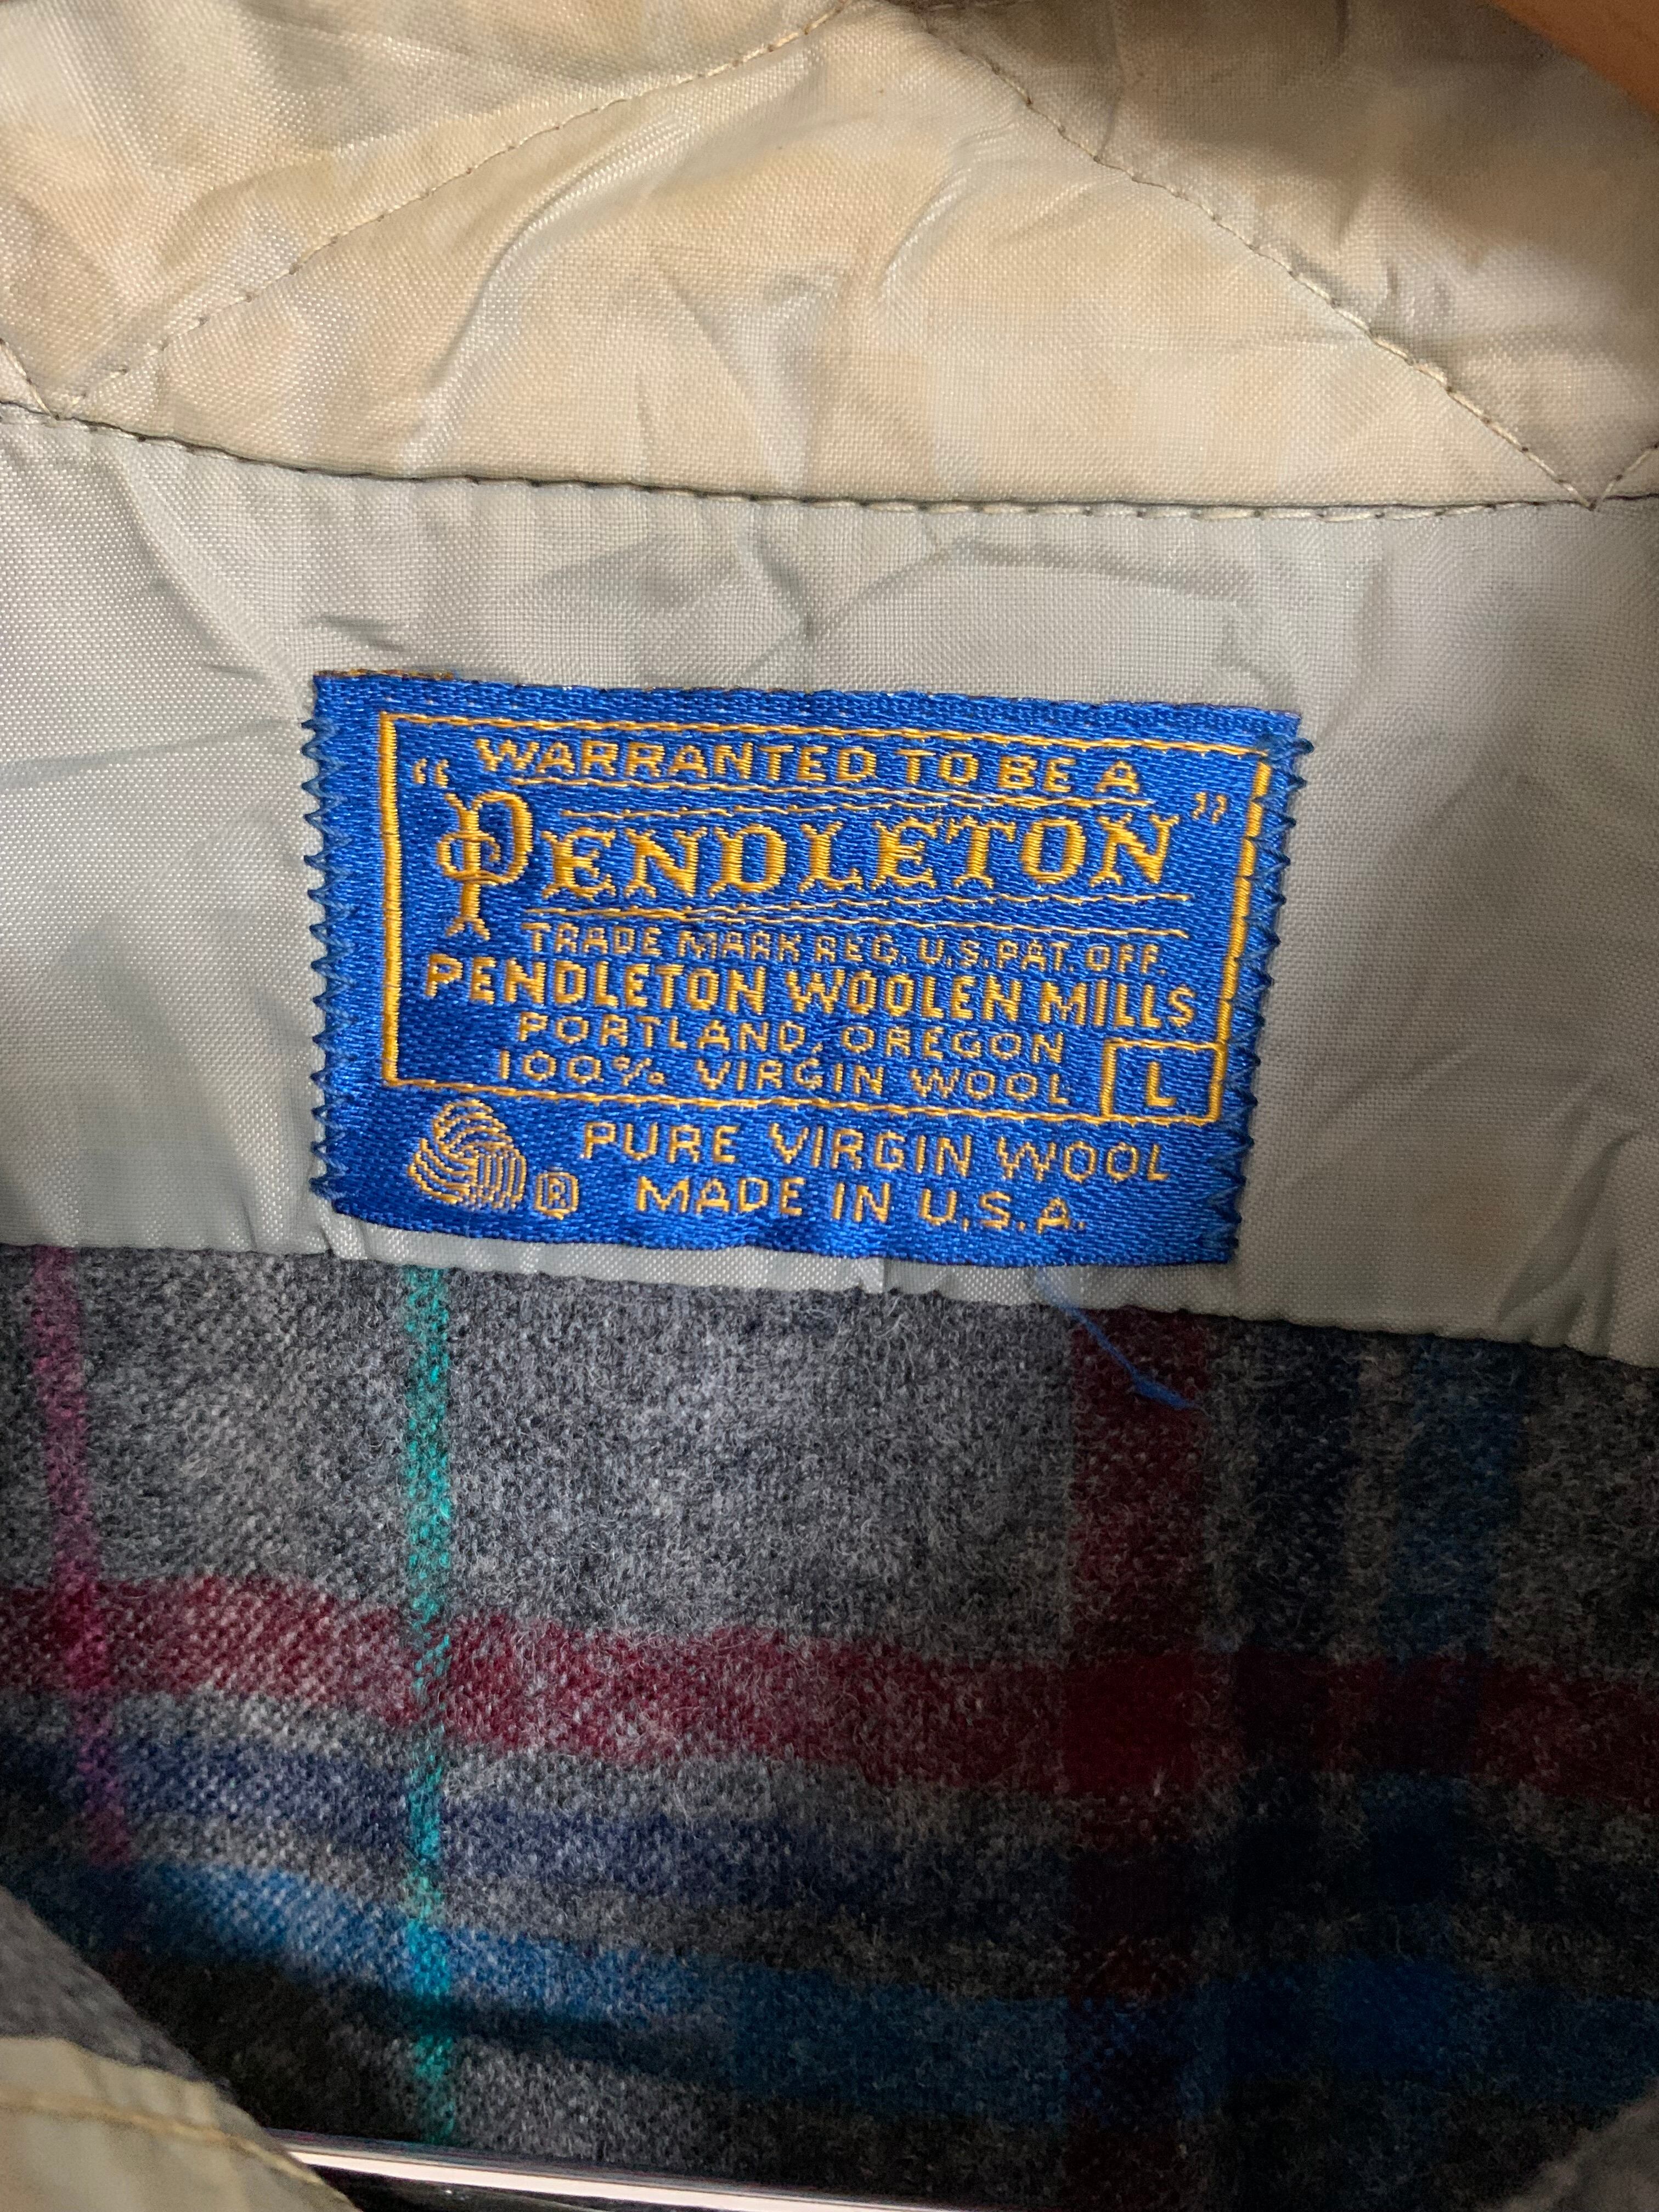 WARRANTED TO BE A
"PENDLETON"
TRADE MARK REG. U.S. PAT. OFF.
PENDLETON WOOLEN MILLS
PORTLAND, OREGON
100% VIRGIN WOOL L
PURE VIRGIN WOOL
® MADE IN U.S.A.